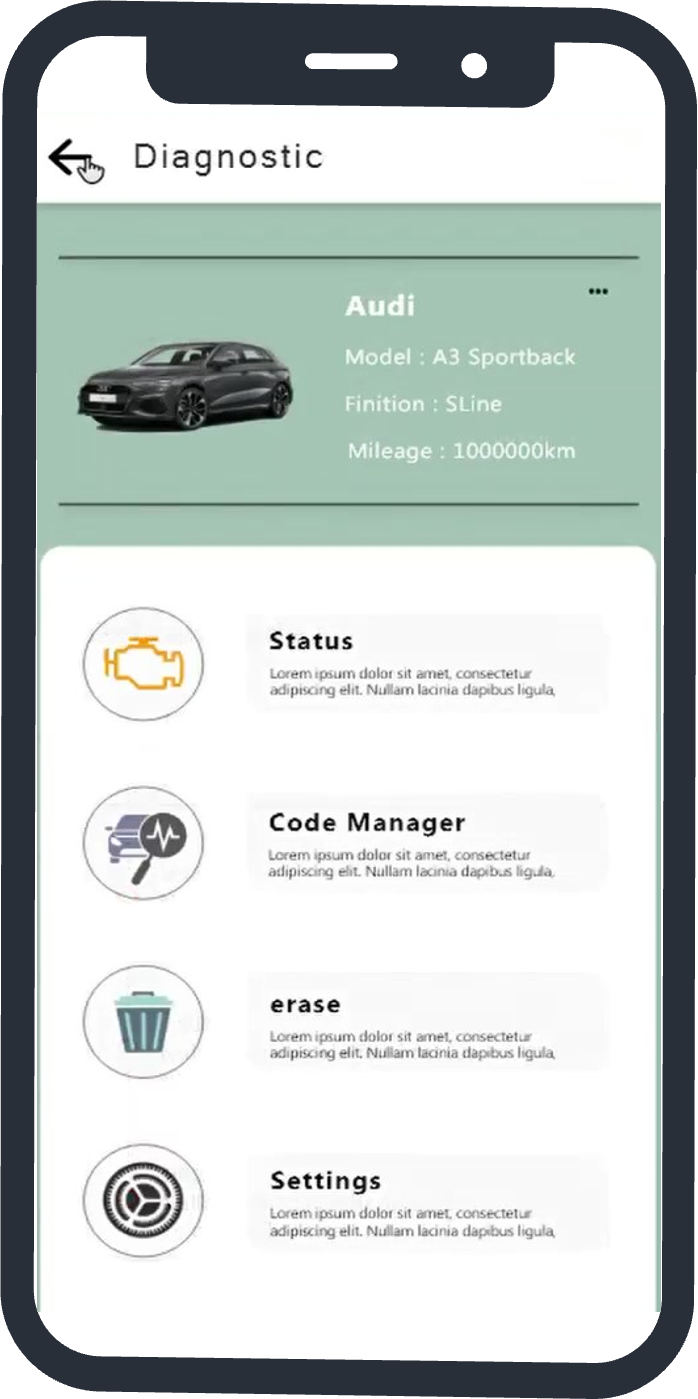 Diagnostic
Audi
Model : A3 Sportback
Finition : SLine
Mileage : 1000000km
Status
Lorem ipsum dolor sit amet, consectetur
adipiscing elit. Nullam lacinia dapibus ligula,
Code Manager
Lorem ipsum dolor sit amet, consectetur
adipiscing elit. Nullam lacinia dapibus ligula,
erase
Lorem ipsum dolor sit amet, consectetur
adipiscing elit. Nullam lacinia dapibus ligula,
Settings
Lorem ipsum dolor sit amet, consectetur
adipiscing elit. Nullam lacinia dapibus ligula,